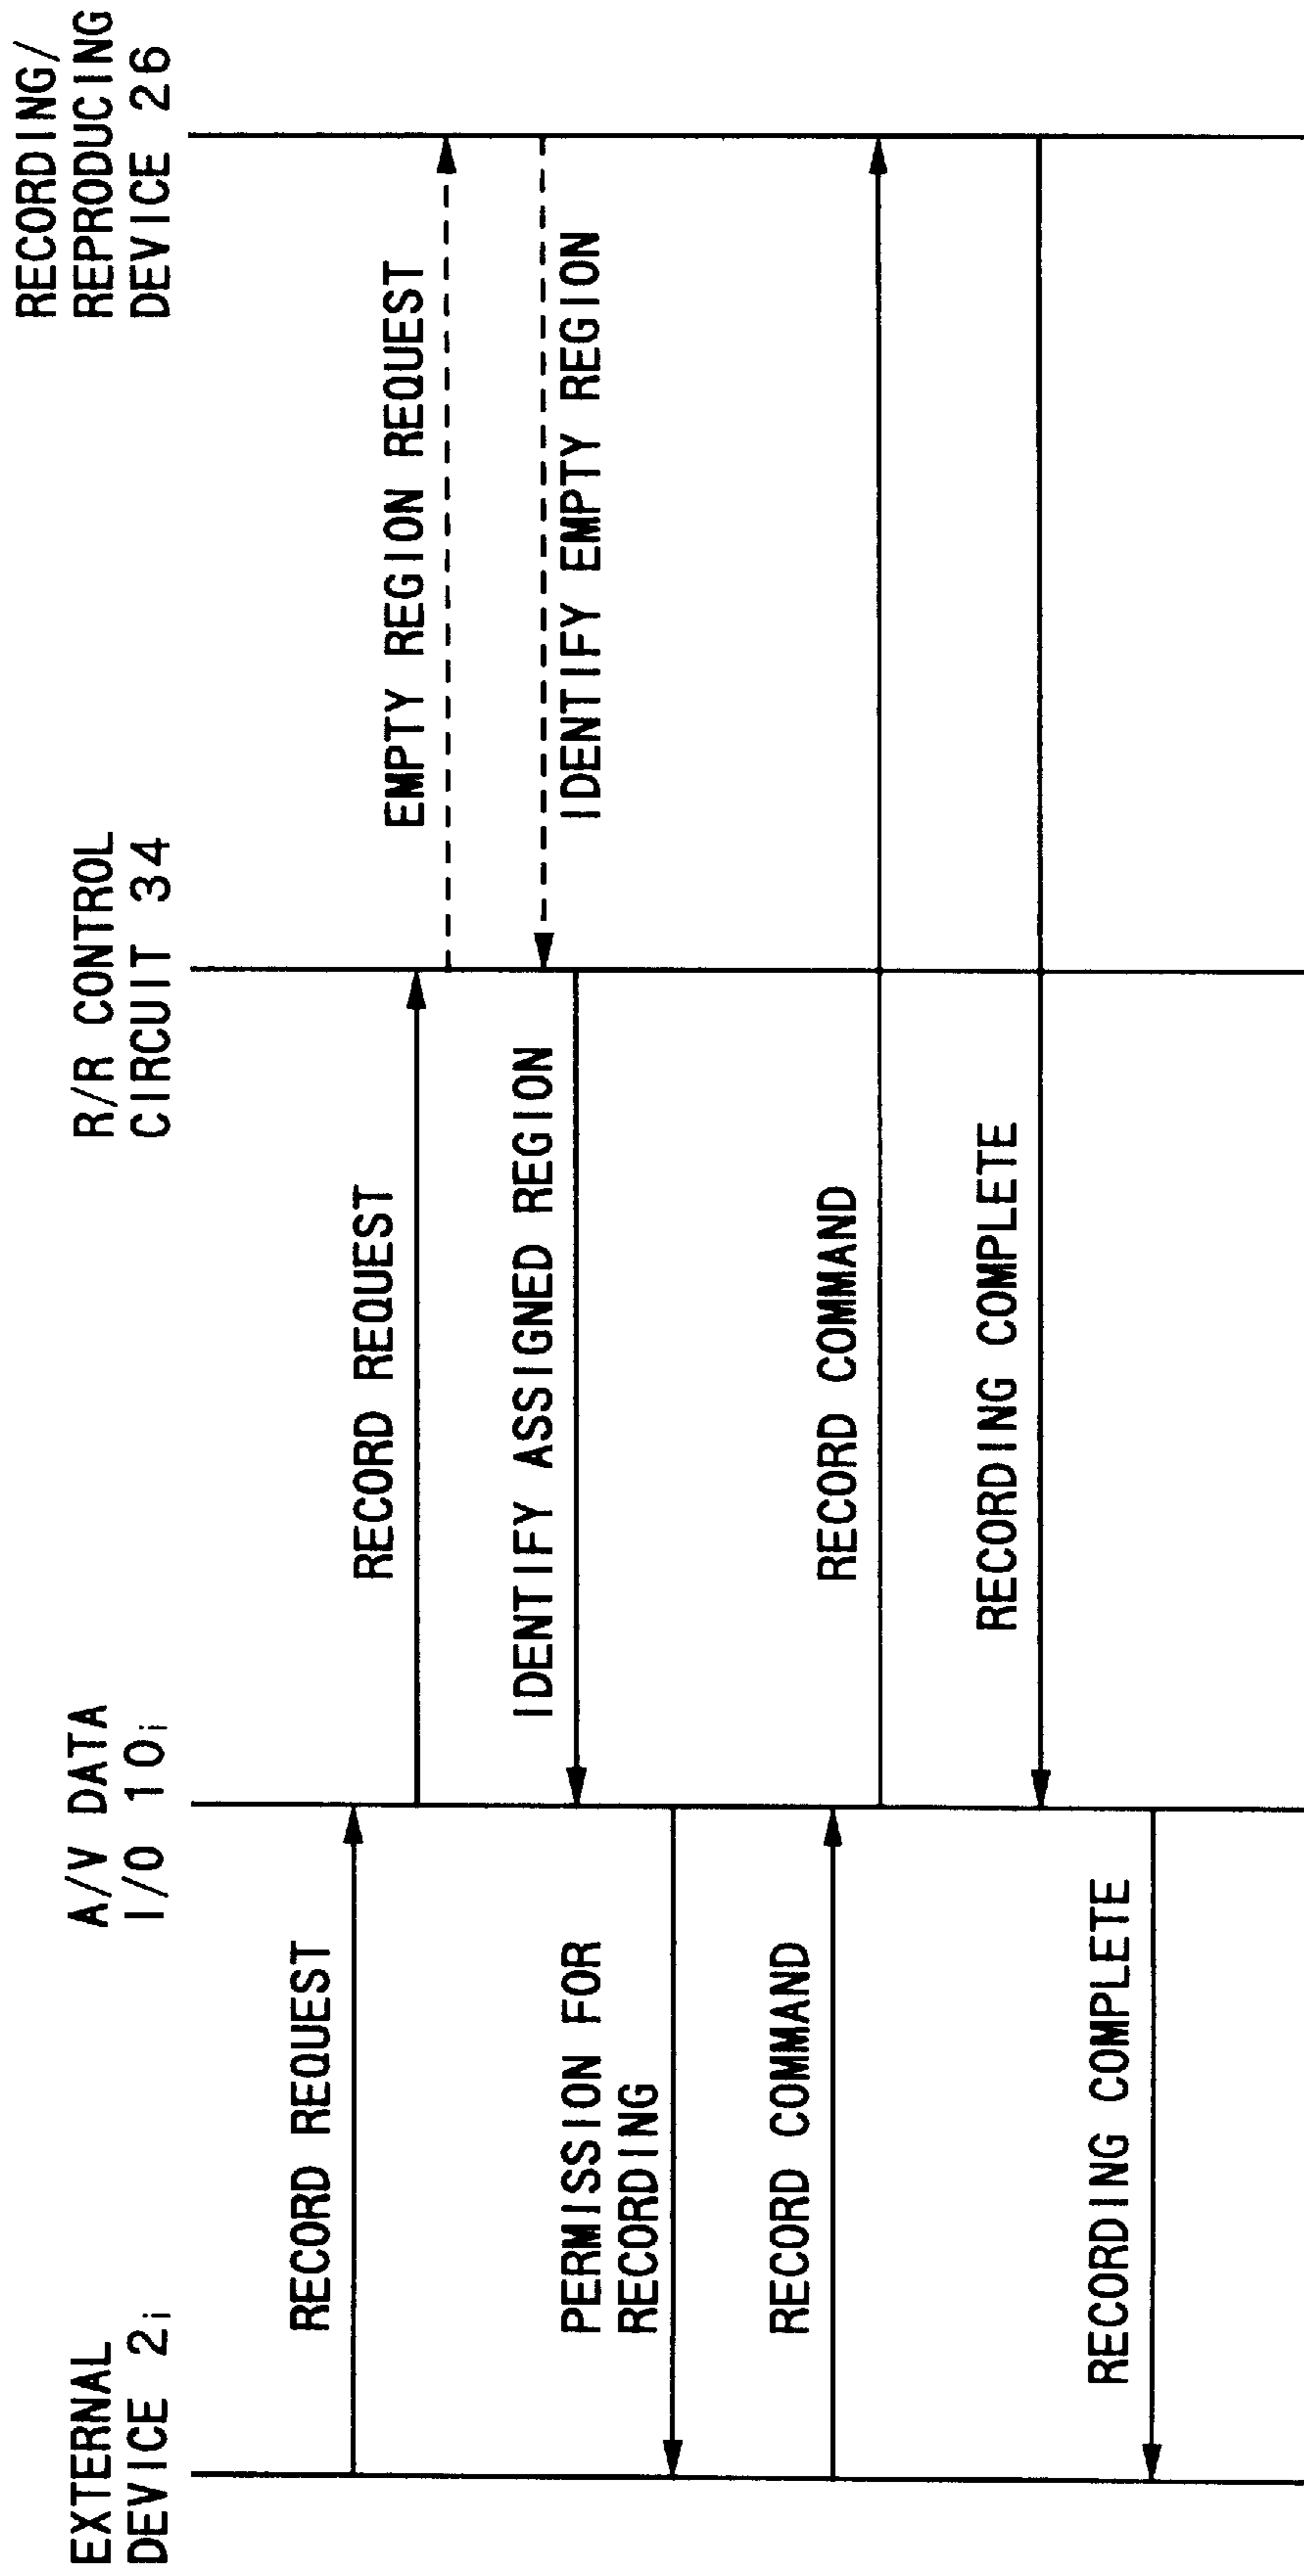 EXTERNAL
DEVICE 2i
A/V DATA
I/O 10i
R/R CONTROL
CIRCUIT 34
RECORDING/
REPRODUCING
DEVICE 26
RECORD REQUEST
RECORD REQUEST
EMPTY REGION REQUEST
IDENTIFY EMPTY REGION
IDENTIFY ASSIGNED REGION
PERMISSION FOR
RECORDING
RECORD COMMAND
RECORD COMMAND
RECORDING COMPLETE
RECORDING COMPLETE